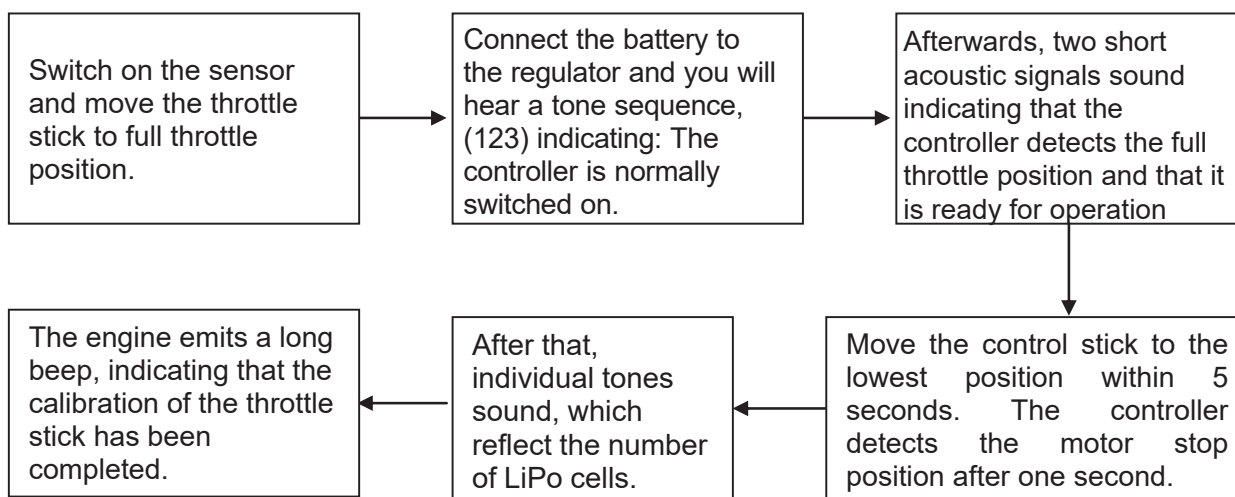 Switch on the sensor
and move the throttle
stick to full throttle
position.
Connect the battery to
the regulator and you will
hear a tone sequence,
(123) indicating: The
controller is normally
switched on.
Afterwards, two short
acoustic signals sound
indicating that the
controller detects the full
throttle position and that it
is ready for operation
Move the control stick to the
lowest position within 5
seconds. The controller
detects the motor stop
position after one second.
After that,
individual tones
sound, which
reflect the number
of LiPo cells.
The engine emits a long
beep, indicating that the
calibration of the throttle
stick has been
completed.